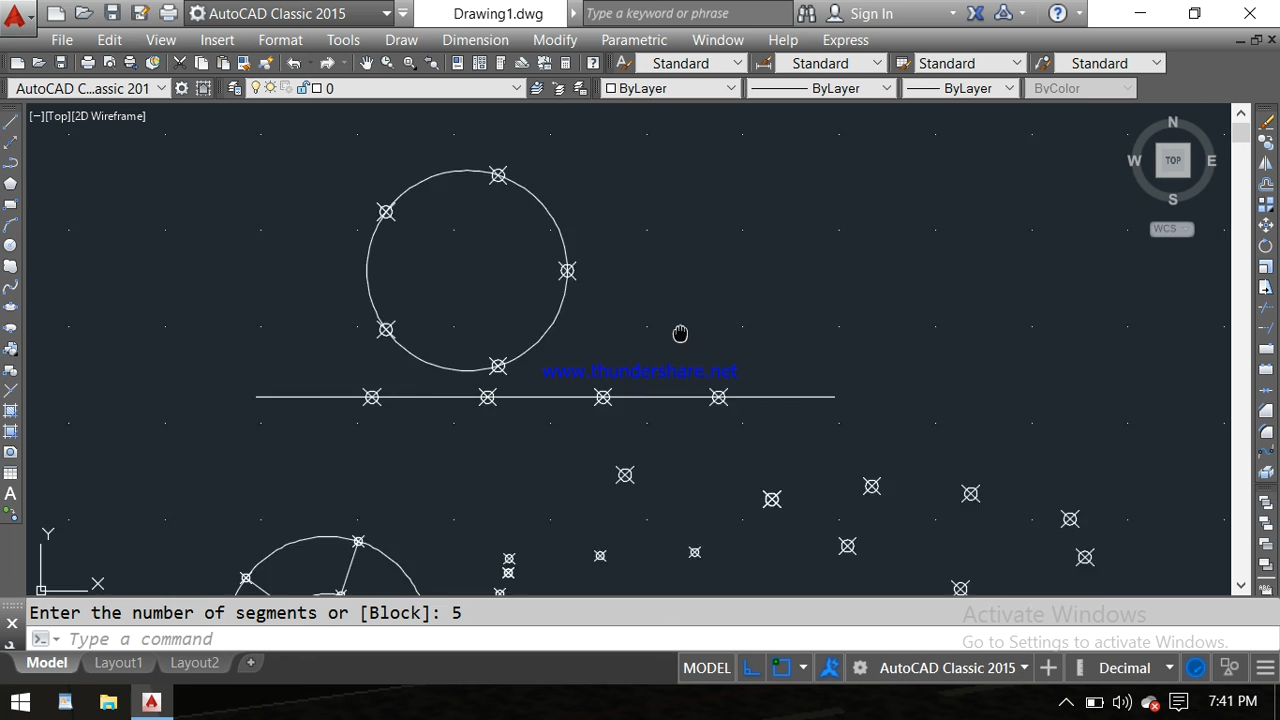 AutoCAD Classic 2015
Drawing1.dwg
Type a keyword or phrase
Sign In
File Edit View Insert Format Tools Draw Dimension Modify Parametric Window Help Express
Standard Standard Standard Standard
AutoCAD C...assic 201
0
ByLayer ByLayer ByLayer ByColor
[−][Top][2D Wireframe]
N
W TOP E
S
WCS
www.thundershare.net
Y
X
Enter the number of segments or [Block]: 5
Activate Windows
Type a command
Go to Settings to activate Windows.
Model Layout1 Layout2
MODEL AutoCAD Classic 2015 Decimal
7:41 PM